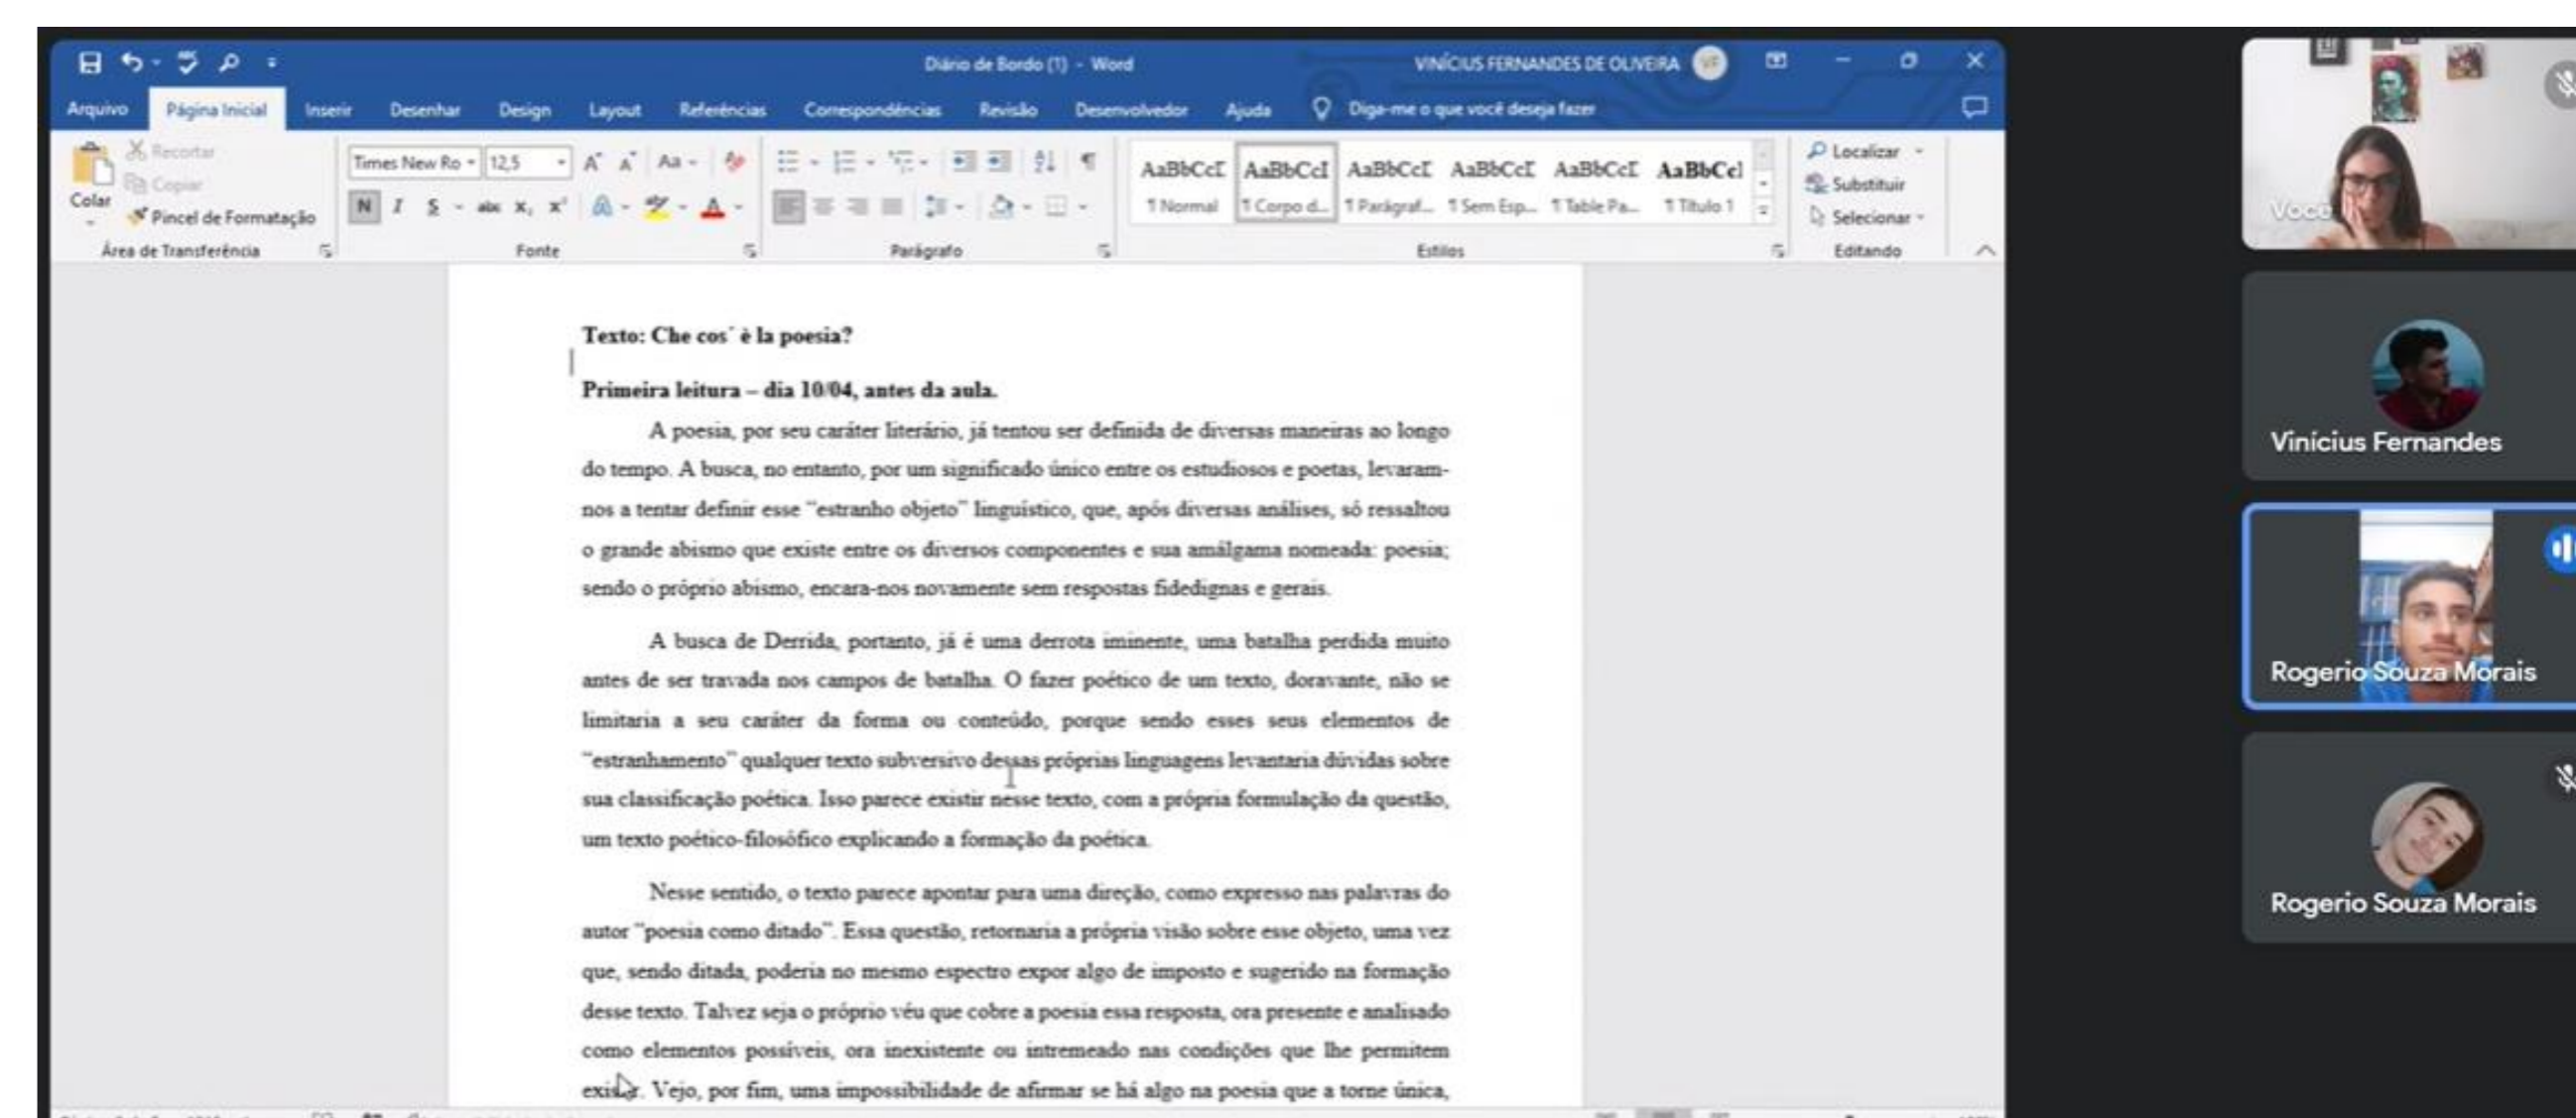 Diário de Bordo (1) - Word
VINÍCIUS FERNANDES DE OLIVEIRA
VF
Arquivo Página Inicial Inserir Desenhar Design Layout Referências Correspondências Revisão Desenvolvedor Ajuda Diga-me o que você deseja fazer
Colar
Recortar
Copiar
Pincel de Formatação
Área de Transferência
Times New Ro 12,5
N I S abc X, x²
Fonte
Parágrafo
AaBbCcI AaBbCcI AaBbCcI AaBbCcI AaBbCcI AaBbCcI
¶ Normal ¶ Corpo d... ¶ Parágraf... ¶ Sem Esp... ¶ Table Pa... ¶ Título 1
Estilos
Localizar
Substituir
Selecionar
Editando
Texto: Che cos´ è la poesia?
Primeira leitura – dia 10/04, antes da aula.
A poesia, por seu caráter literário, já tentou ser definida de diversas maneiras ao longo
do tempo. A busca, no entanto, por um significado único entre os estudiosos e poetas, levaram-
nos a tentar definir esse “estranho objeto” linguístico, que, após diversas análises, só ressaltou
o grande abismo que existe entre os diversos componentes e sua amálgama nomeada: poesia;
sendo o próprio abismo, encara-nos novamente sem respostas fidedignas e gerais.
A busca de Derrida, portanto, já é uma derrota iminente, uma batalha perdida muito
antes de ser travada nos campos de batalha. O fazer poético de um texto, doravante, não se
limitaria a seu caráter da forma ou conteúdo, porque sendo esses seus elementos de
“estranhamento” qualquer texto subversivo dessas próprias linguagens levantaria dúvidas sobre
sua classificação poética. Isso parece existir nesse texto, com a própria formulação da questão,
um texto poético-filosófico explicando a formação da poética.
Nesse sentido, o texto parece apontar para uma direção, como expresso nas palavras do
autor “poesia como ditado”. Essa questão, retornaria a própria visão sobre esse objeto, uma vez
que, sendo ditada, poderia no mesmo espectro expor algo de imposto e sugerido na formação
desse texto. Talvez seja o próprio véu que cobre a poesia essa resposta, ora presente e analisado
como elementos possíveis, ora inexistente ou intremeado nas condições que lhe permitem
existir. Vejo, por fim, uma impossibilidade de afirmar se há algo na poesia que a torne única,
Você
Vinícius Fernandes
Rogerio Souza Morais
Rogerio Souza Morais